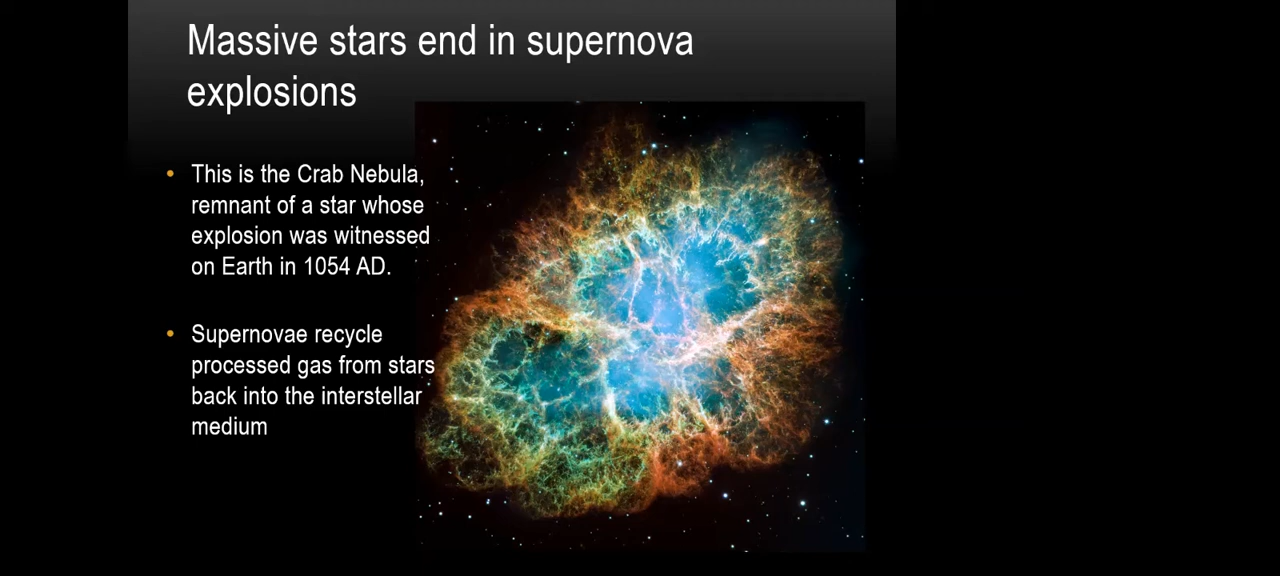 Massive stars end in supernova
explosions
• This is the Crab Nebula,
remnant of a star whose
explosion was witnessed
on Earth in 1054 AD.
• Supernovae recycle
processed gas from stars
back into the interstellar
medium